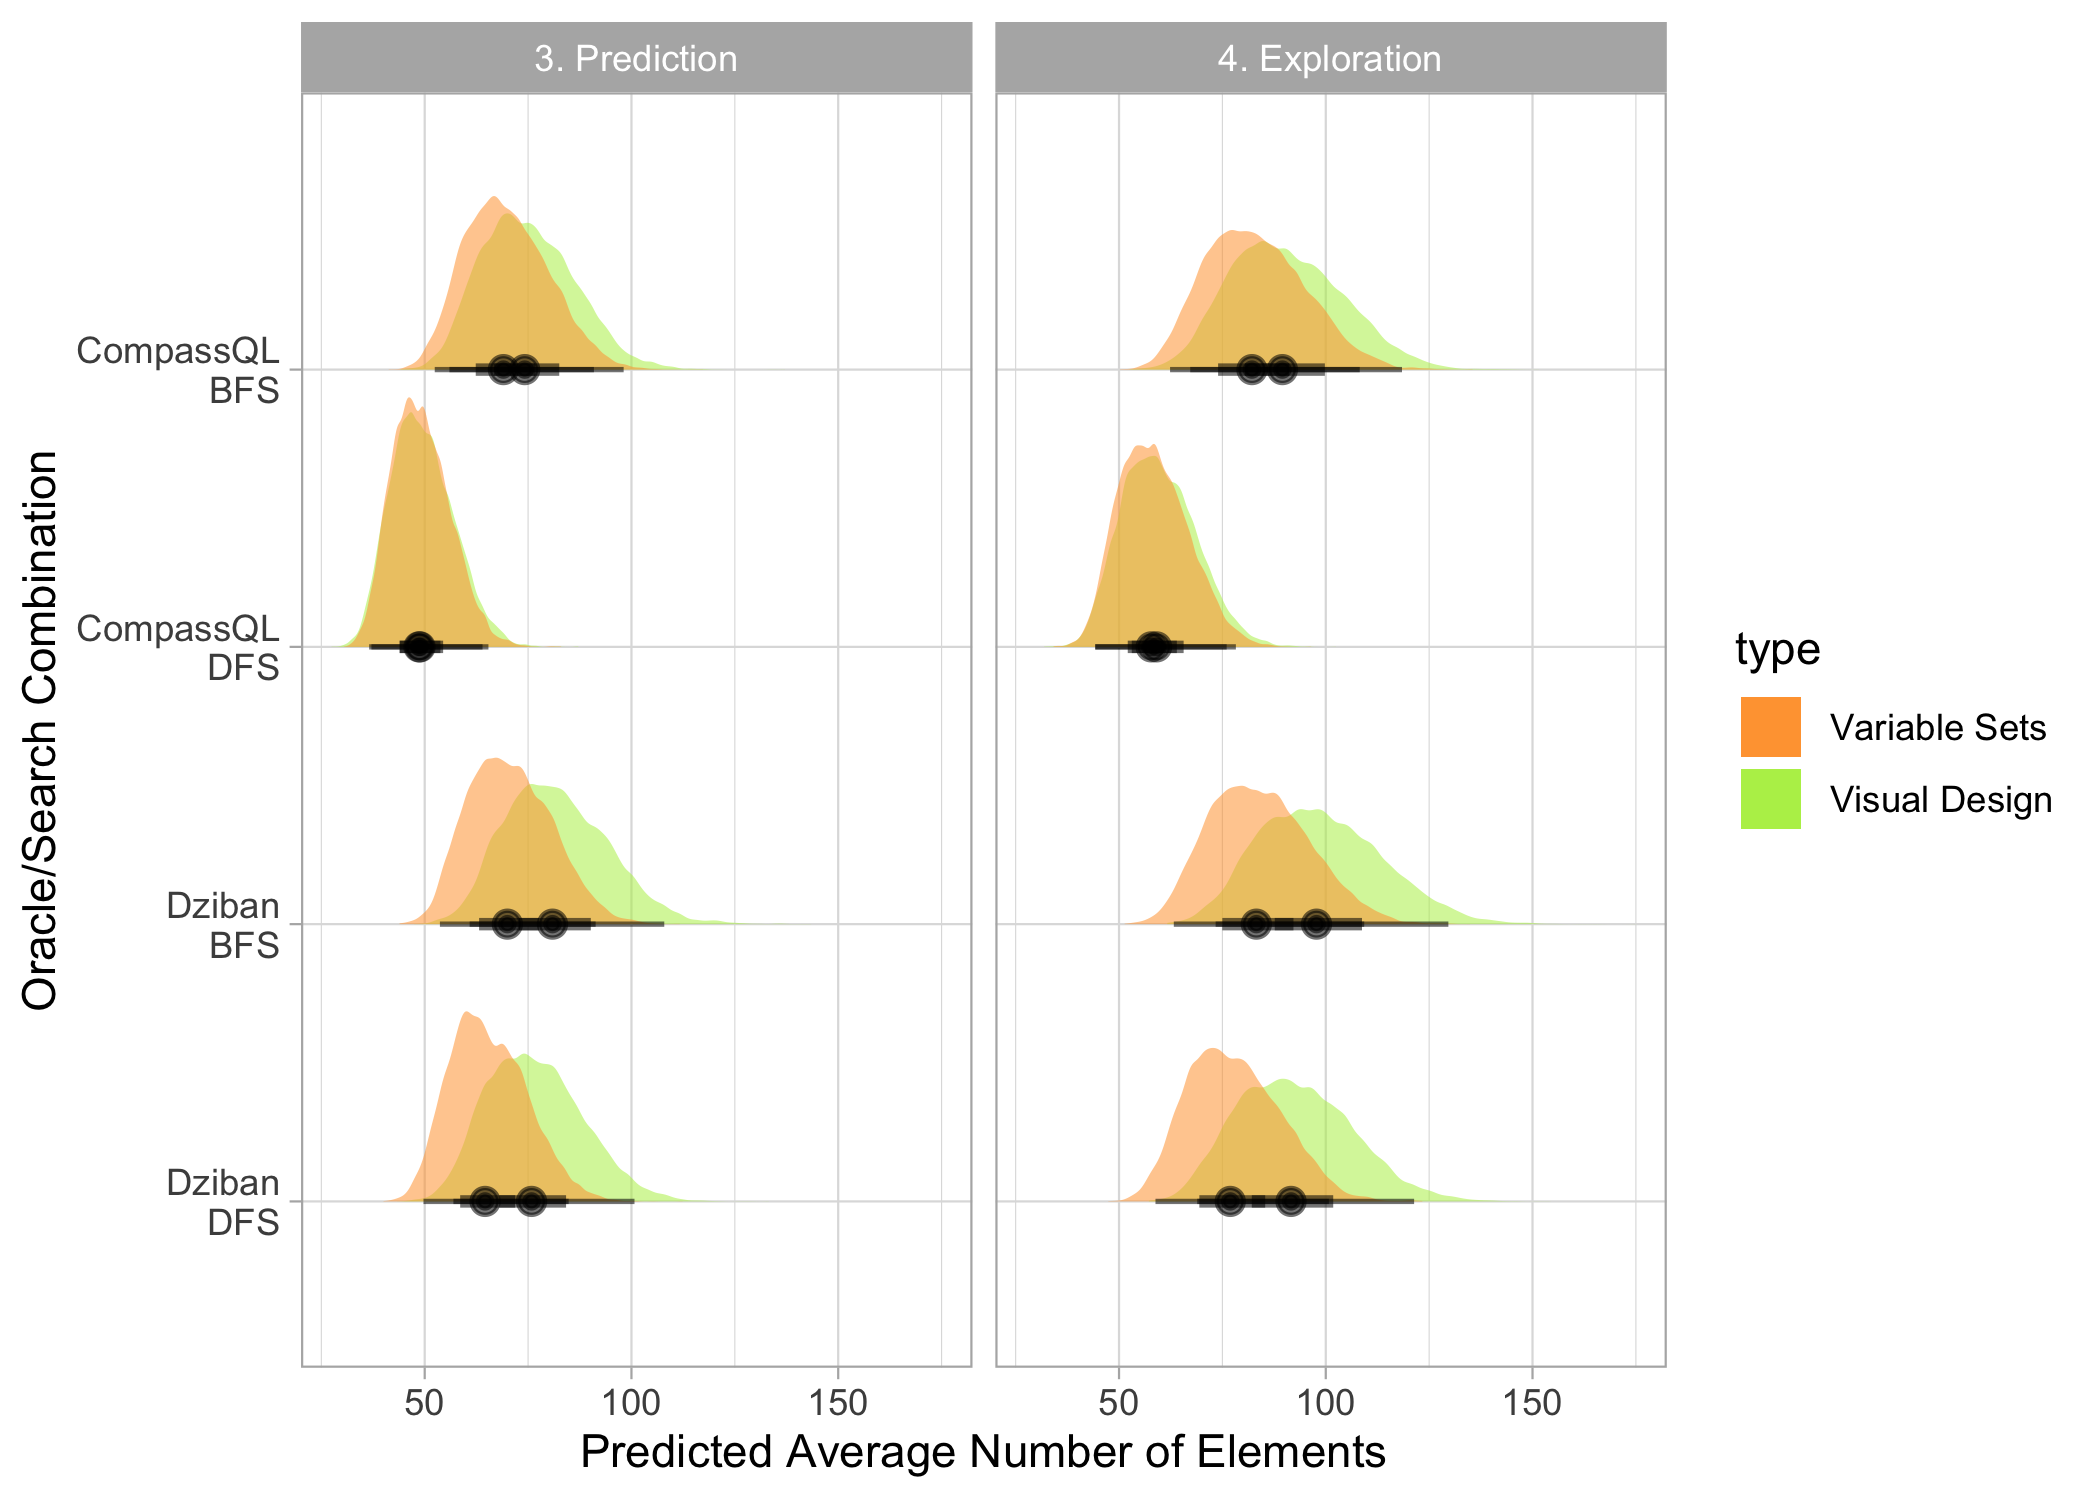 3. Prediction
4. Exploration
CompassQL
BFS
CompassQL
DFS
Dziban
BFS
Dziban
DFS
Oracle/Search Combination
50
100
150
50
100
150
Predicted Average Number of Elements
type
Variable Sets
Visual Design